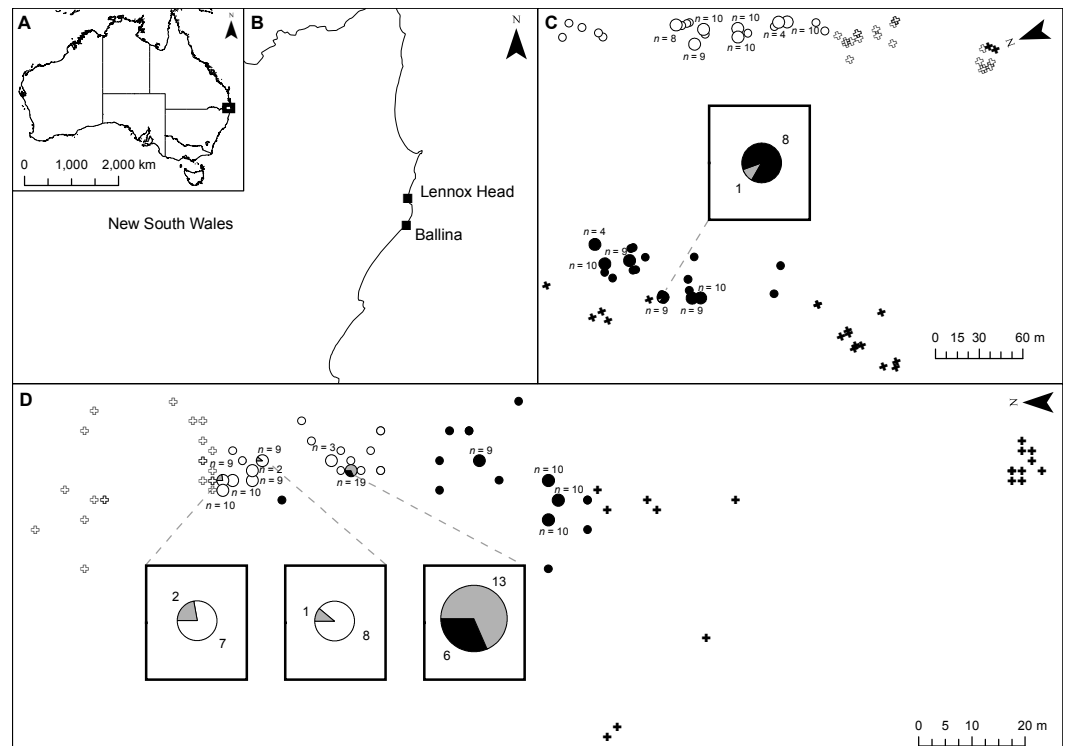 A
N
0 1,000 2,000 km
B
N
Lennox Head
New South Wales
Ballina
C
n = 10
n = 10
n = 8
n = 10
n = 4
n = 10
n = 9
N
8
1
n = 4
n = 9
n = 10
n = 10
n = 9
n = 9
0 15 30 60 m
D
N
n = 9
n = 3
n = 9
n = 9
n = 2
n = 19
n = 9
n = 10
n = 10
n = 10
n = 10
n = 10
2
7
1
8
13
6
0 5 10 20 m